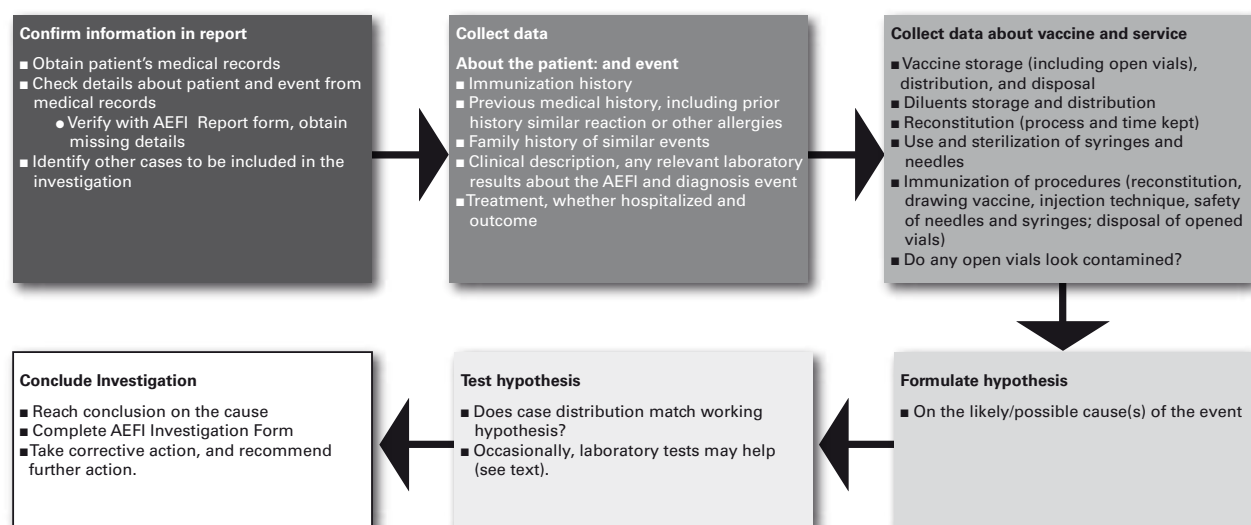 Confirm information in report
■ Obtain patient's medical records
■ Check details about patient and event from
medical records
● Verify with AEFI Report form, obtain
missing details
■ Identify other cases to be included in the
investigation
Collect data
About the patient: and event
■ Immunization history
■ Previous medical history, including prior
history similar reaction or other allergies
■ Family history of similar events
■ Clinical description, any relevant laboratory
results about the AEFI and diagnosis event
■ Treatment, whether hospitalized and
outcome
Collect data about vaccine and service
■ Vaccine storage (including open vials),
distribution, and disposal
■ Diluents storage and distribution
■ Reconstitution (process and time kept)
■ Use and sterilization of syringes and
needles
■ Immunization of procedures (reconstitution,
drawing vaccine, injection technique, safety
of needles and syringes; disposal of opened
vials)
■ Do any open vials look contaminated?
Formulate hypothesis
■ On the likely/possible cause(s) of the event
Test hypothesis
■ Does case distribution match working
hypothesis?
■ Occasionally, laboratory tests may help
(see text).
Conclude Investigation
■ Reach conclusion on the cause
■ Complete AEFI Investigation Form
■ Take corrective action, and recommend
further action.